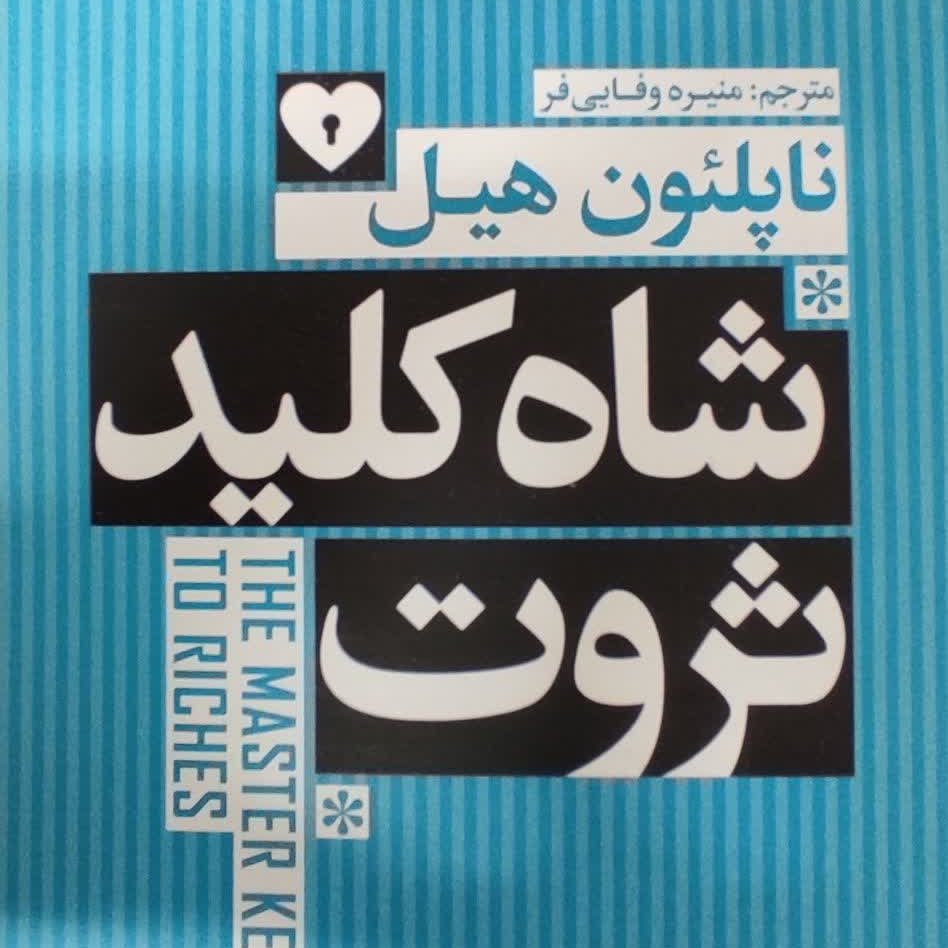 مترجم: منیره وفایی‌فر
ناپلئون هیل
شاه کلید
ثروت
THE MASTER KE
TO RICHES